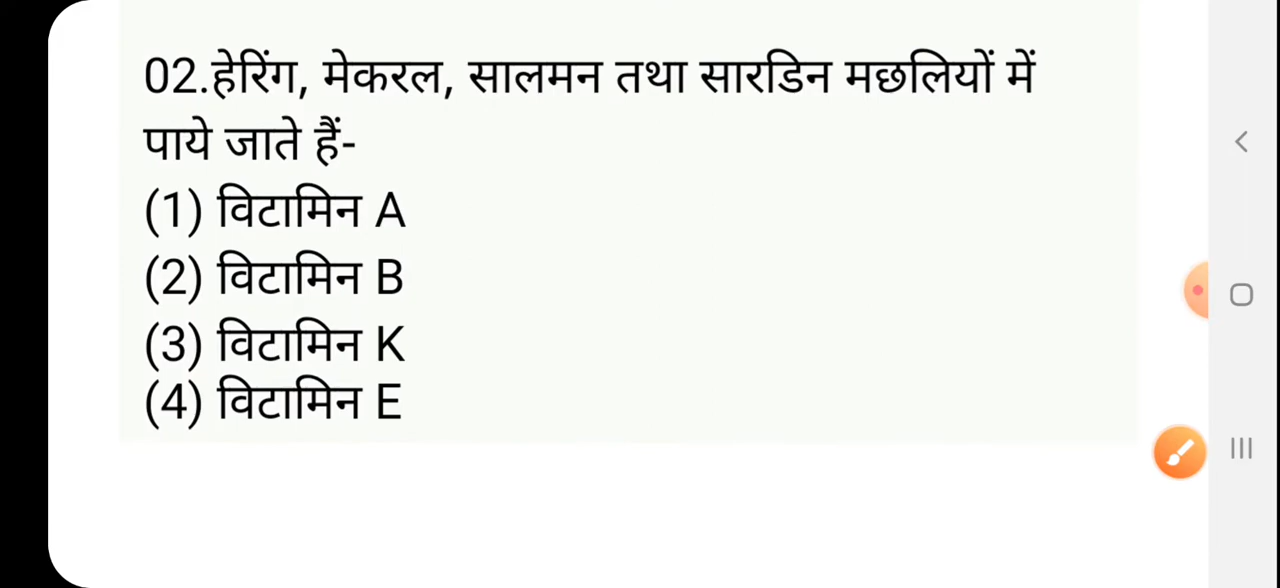 02.हेरिंग, मेकरल, सालमन तथा सारडिन मछलियों में
पाये जाते हैं-
(1) विटामिन A
(2) विटामिन B
(3) विटामिन K
(4) विटामिन E